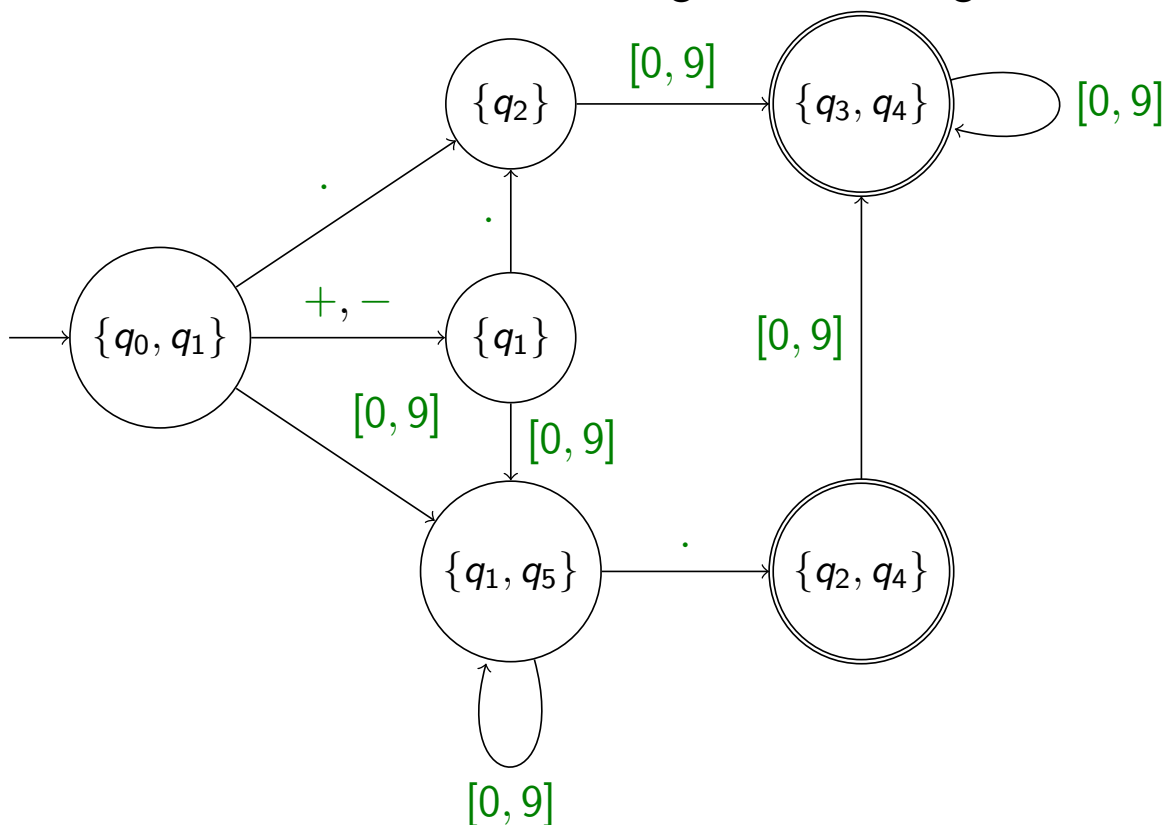 {q₂}
[0, 9]
{q₃, q₄}
[0, 9]
.
.
{q₀, q₁}
+, −
{q₁}
[0, 9]
[0, 9]
[0, 9]
{q₁, q₅}
.
{q₂, q₄}
[0, 9]